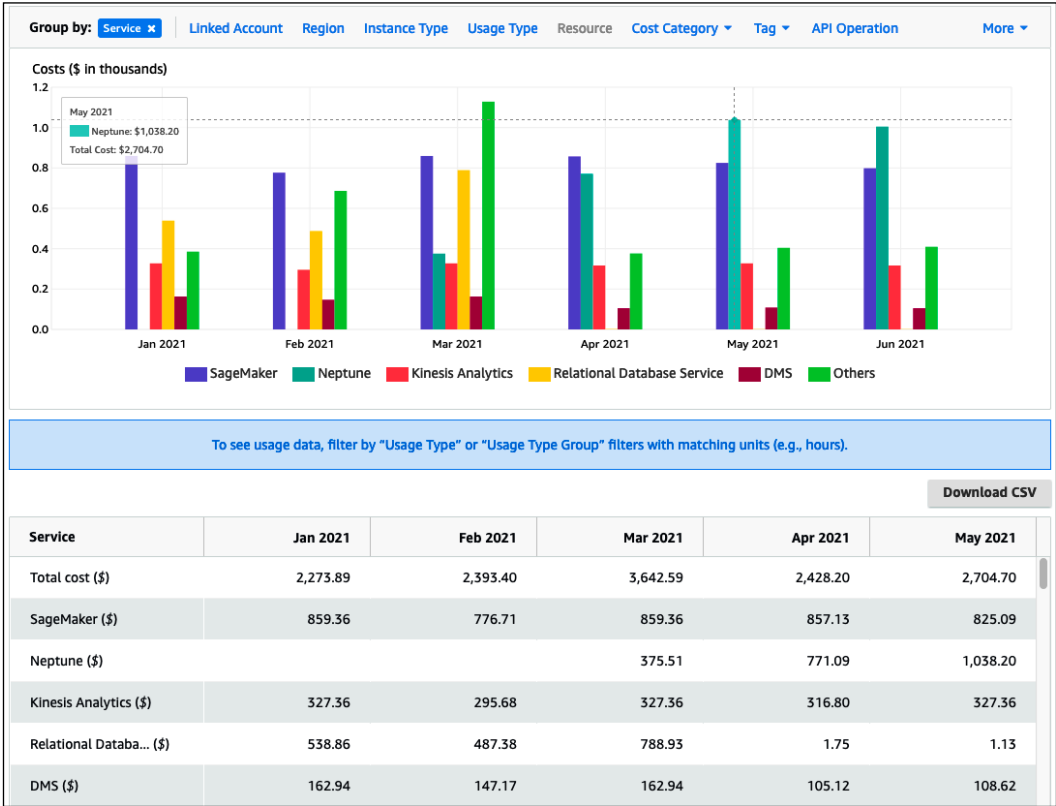 Group by: Service × Linked Account Region Instance Type Usage Type Resource Cost Category Tag API Operation More
Costs ($ in thousands)
1.2
1.0
0.8
0.6
0.4
0.2
0.0
May 2021
Neptune: $1,038.20
Total Cost: $2,704.70
Jan 2021 Feb 2021 Mar 2021 Apr 2021 May 2021 Jun 2021
SageMaker Neptune Kinesis Analytics Relational Database Service DMS Others
To see usage data, filter by “Usage Type” or “Usage Type Group” filters with matching units (e.g., hours).
Download CSV
Service Jan 2021 Feb 2021 Mar 2021 Apr 2021 May 2021
Total cost ($) 2,273.89 2,393.40 3,642.59 2,428.20 2,704.70
SageMaker ($) 859.36 776.71 859.36 857.13 825.09
Neptune ($) 375.51 771.09 1,038.20
Kinesis Analytics ($) 327.36 295.68 327.36 316.80 327.36
Relational Databa... ($) 538.86 487.38 788.93 1.75 1.13
DMS ($) 162.94 147.17 162.94 105.12 108.62